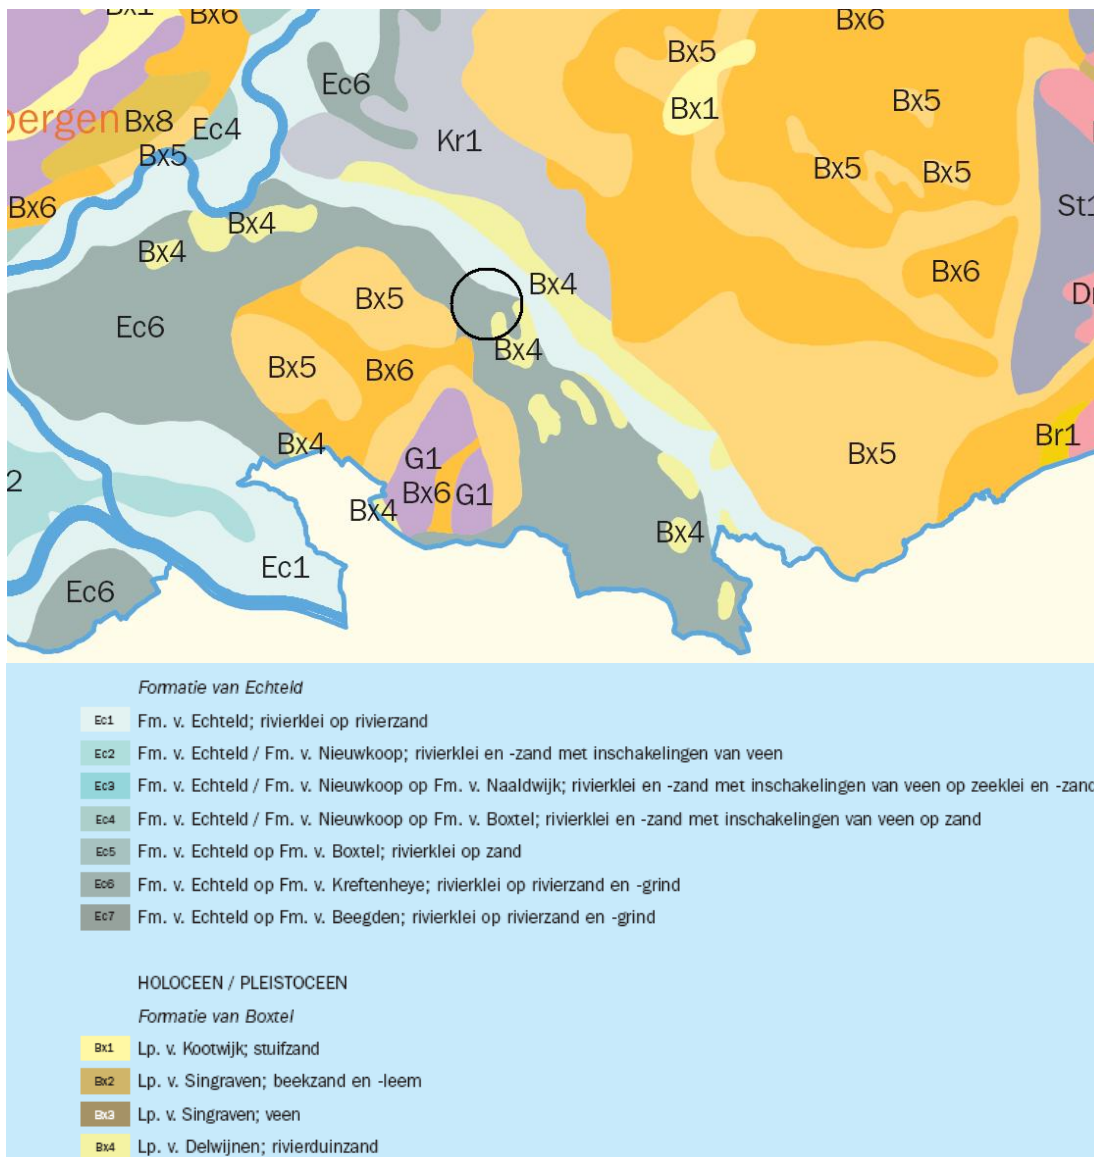 Bx1
Bx6
Bx6
Bx5
Ec6
Bx1
Bx5
bergen
Bx8
Ec4
Kr1
Bx5
Bx5
Bx5
Bx6
St1
Bx4
Bx4
Bx6
Bx4
Bx5
Ec6
Bx4
Bx5
Bx6
Bx4
Br1
Bx5
G1
2
Bx6
G1
Bx4
Bx4
Ec1
Ec6
Formatie van Echteld
Ec1 Fm. v. Echteld; rivierklei op rivierzand
Ec2 Fm. v. Echteld / Fm. v. Nieuwkoop; rivierklei en -zand met inschakelingen van veen
Ec3 Fm. v. Echteld / Fm. v. Nieuwkoop op Fm. v. Naaldwijk; rivierklei en -zand met inschakelingen van veen op zeeklei en -zand
Ec4 Fm. v. Echteld / Fm. v. Nieuwkoop op Fm. v. Boxtel; rivierklei en -zand met inschakelingen van veen op zand
Ec5 Fm. v. Echteld op Fm. v. Boxtel; rivierklei op zand
Ec6 Fm. v. Echteld op Fm. v. Kreftenheye; rivierklei op rivierzand en -grind
Ec7 Fm. v. Echteld op Fm. v. Beegden; rivierklei op rivierzand en -grind
HOLOCEEN / PLEISTOCEEN
Formatie van Boxtel
Bx1 Lp. v. Kootwijk; stuifzand
Bx2 Lp. v. Singraven; beekzand en -leem
Bx3 Lp. v. Singraven; veen
Bx4 Lp. v. Delwijnen; rivierduinzand